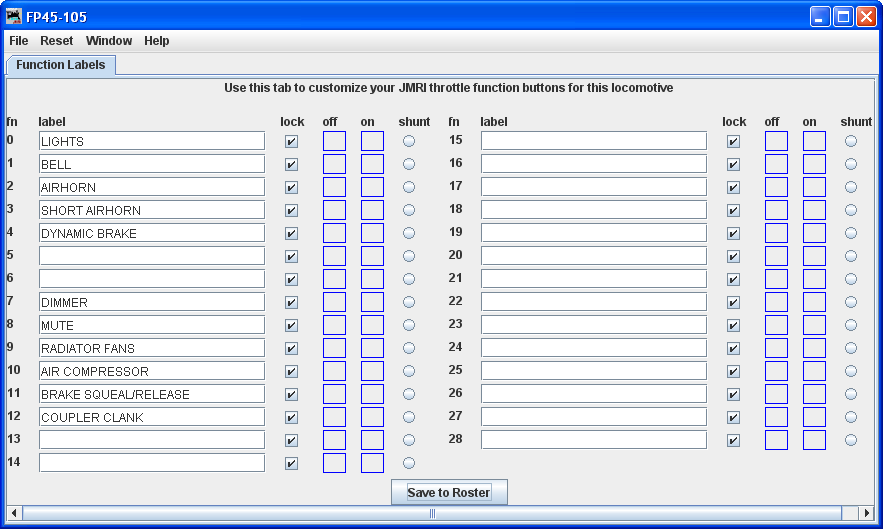 FP45-105
File Reset Window Help
Function Labels
Use this tab to customize your JMRI throttle function buttons for this locomotive
fn label lock off on shunt fn label lock off on shunt
0 LIGHTS 15
1 BELL 16
2 AIRHORN 17
3 SHORT AIRHORN 18
4 DYNAMIC BRAKE 19
5 20
6 21
7 DIMMER 22
8 MUTE 23
9 RADIATOR FANS 24
10 AIR COMPRESSOR 25
11 BRAKE SQUEAL/RELEASE 26
12 COUPLER CLANK 27
13 28
14
Save to Roster